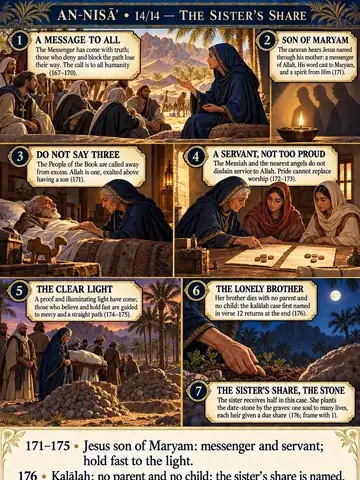 AN-NISĀʾ • 14/14 — THE SISTER'S SHARE
1
A MESSAGE TO ALL
The Messenger has come with truth;
those who deny and block the path lose
their way. The call is to all humanity
(167–170).
2
SON OF MARYAM
The caravan hears Jesus named
through his mother: a messenger of
Allah, His word cast to Maryam,
and a spirit from Him (171).
3
DO NOT SAY THREE
The People of the Book are called away
from excess. Allah is one, exalted above
having a son (171).
4
A SERVANT, NOT TOO PROUD
The Messiah and the nearest angels do not
disdain service to Allah. Pride cannot replace
worship (172–173).
5
THE CLEAR LIGHT
A proof and illuminating light have come;
those who believe and hold fast are guided
to mercy and a straight path (174–175).
6
THE LONELY BROTHER
Her brother dies with no parent and
no child: the kalālah case first named
in verse 12 returns at the end (176).
7
THE SISTER'S SHARE, THE STONE
The sister receives half in this case. She plants
the date-stone by the graves: one soul to many lives,
each heir given a due share (176; frame with 1).
171–175 • Jesus son of Maryam: messenger and servant;
hold fast to the light.
176 • Kalālah: no parent and no child; the sister's share is named.